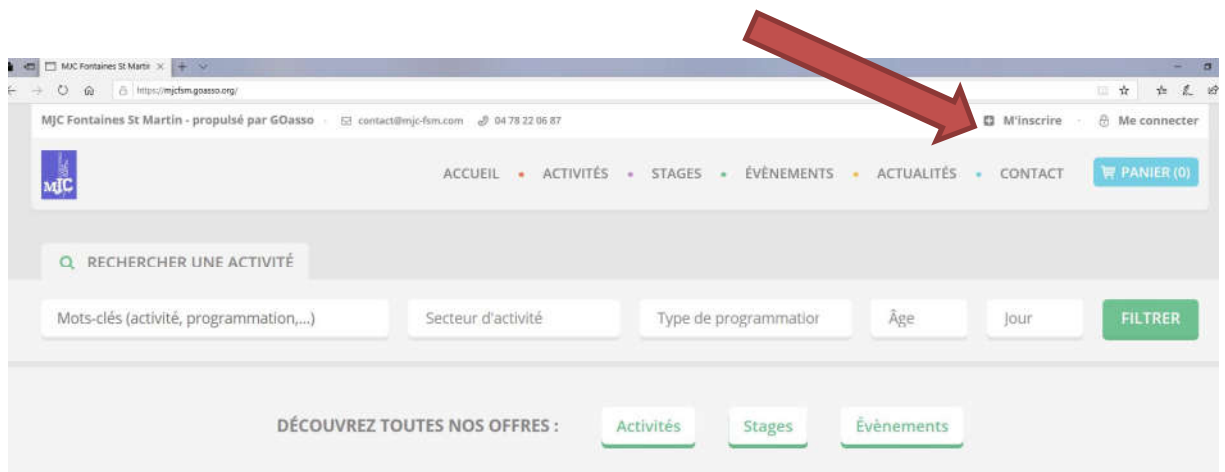 MJC Fontaines St Martin
https://mjcfsm.goasso.org/
MJC Fontaines St Martin - propulsé par GOasso contact@mjc-fsm.com 04 78 22 06 87 M'inscrire Me connecter
MJC
ACCUEIL • ACTIVITÉS • STAGES • ÉVÈNEMENTS • ACTUALITÉS • CONTACT PANIER (0)
RECHERCHER UNE ACTIVITÉ
Mots-clés (activité, programmation,...) Secteur d'activité Type de programmation Âge Jour FILTRER
DÉCOUVREZ TOUTES NOS OFFRES : Activités Stages Évènements